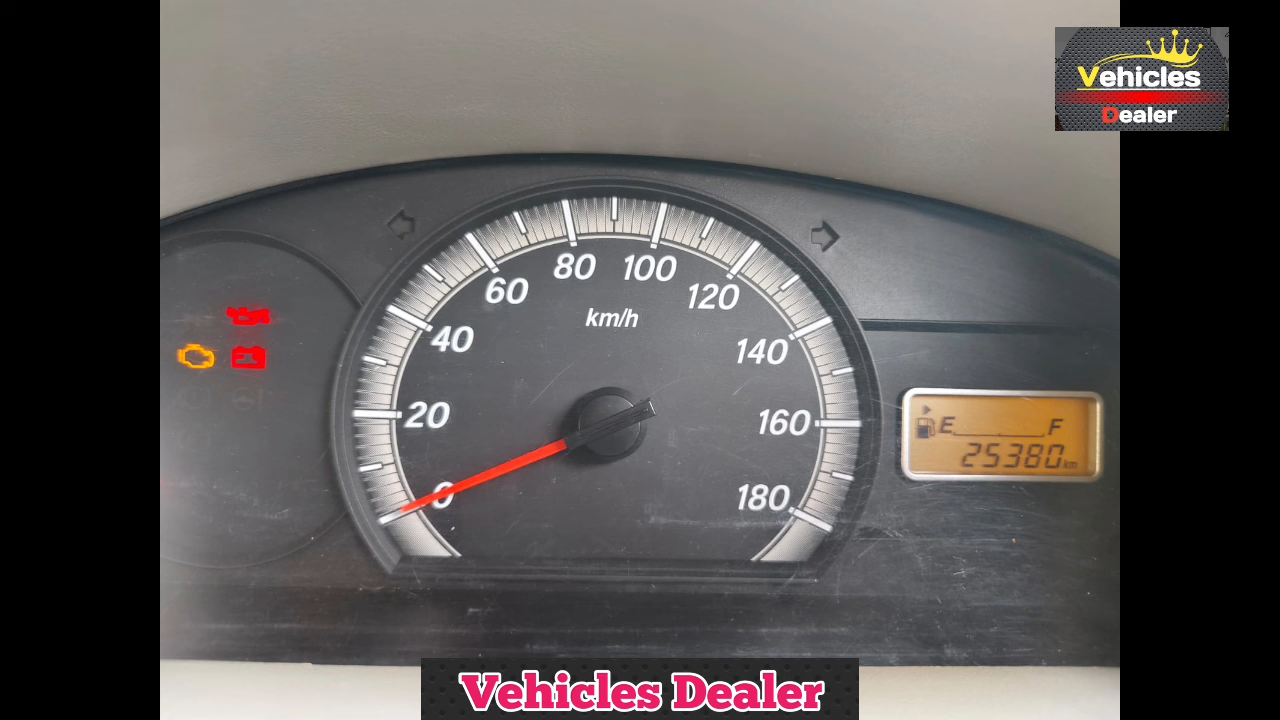 Vehicles
Dealer
80 100
60 120
km/h
40 140
20 160
E F
25380km
0 180
Vehicles Dealer